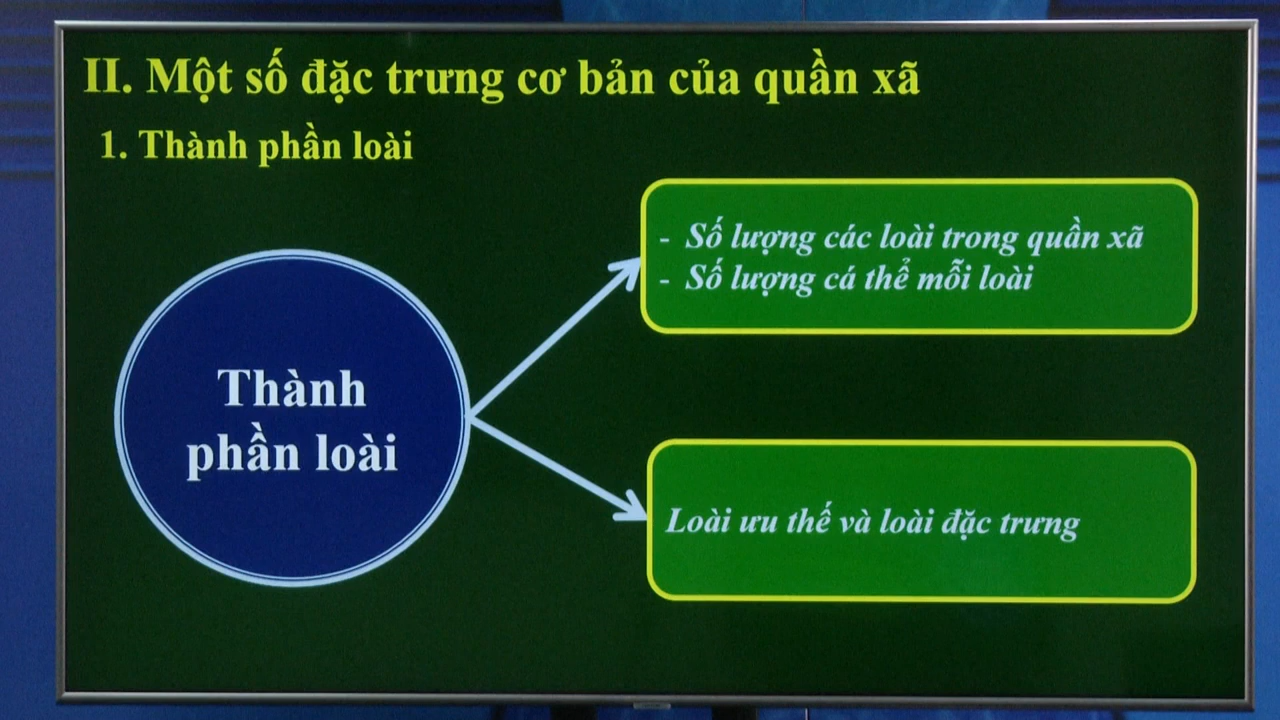 II. Một số đặc trưng cơ bản của quần xã
1. Thành phần loài
- Số lượng các loài trong quần xã
- Số lượng cá thể mỗi loài
Thành
phần loài
Loài ưu thế và loài đặc trưng